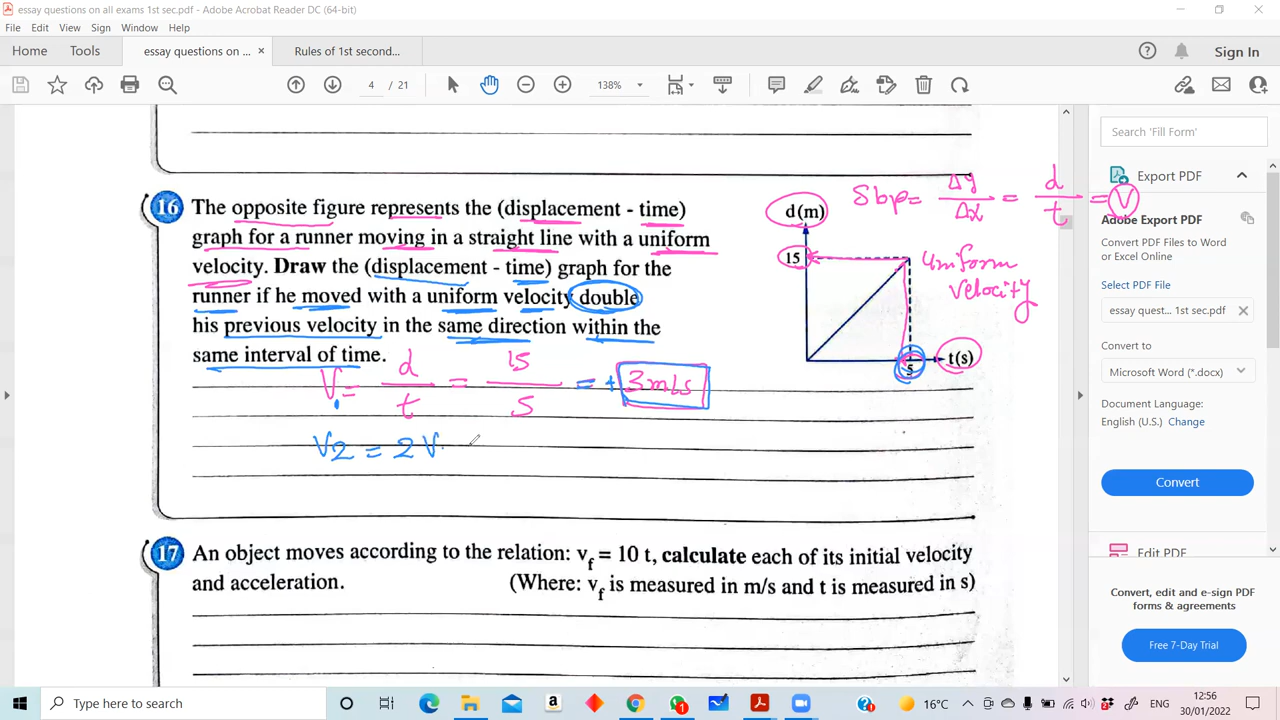 essay questions on all exams 1st sec.pdf - Adobe Acrobat Reader DC (64-bit)
File Edit View Sign Window Help
Home Tools essay questions on ... × Rules of 1st second... Sign In
4 / 21 138%
Search 'Fill Form'
Export PDF
Adobe Export PDF
Convert PDF Files to Word or Excel Online
Select PDF File
essay quest... 1st sec.pdf
Convert to
Microsoft Word (*.docx)
Document Language:
English (U.S.) Change
Convert
Edit PDF
Convert, edit and e-sign PDF
forms & agreements
Free 7-Day Trial
16 The opposite figure represents the (displacement - time)
graph for a runner moving in a straight line with a uniform
velocity. Draw the (displacement - time) graph for the
runner if he moved with a uniform velocity double
his previous velocity in the same direction within the
same interval of time.
d(m)
15
5
t(s)
Slop= Δy/Δx = d/t = V
uniform
velocity
V = d/t = 15/5 = + 3m/s
V2 = 2V
17 An object moves according to the relation: vf = 10 t, calculate each of its initial velocity
and acceleration. (Where: vf is measured in m/s and t is measured in s)
Type here to search
16°C
12:56
30/01/2022